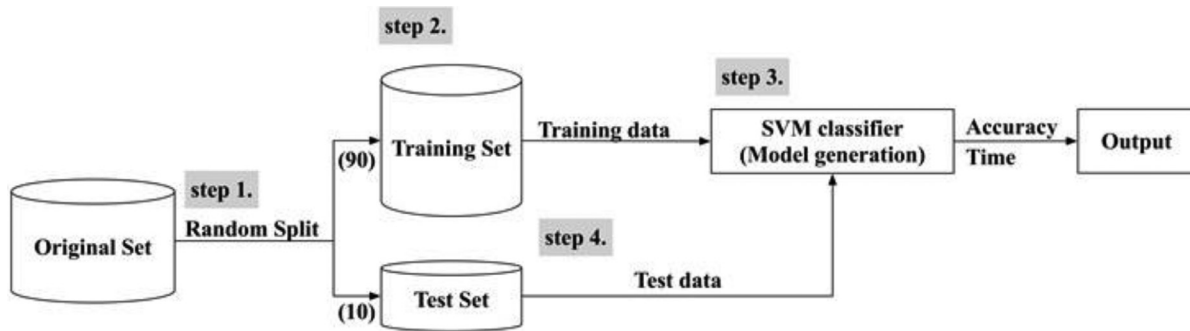 step 1.
Random Split
Original Set
step 2.
(90)
Training Set
Training data
(10)
Test Set
step 4.
Test data
step 3.
SVM classifier
(Model generation)
Accuracy
Time
Output